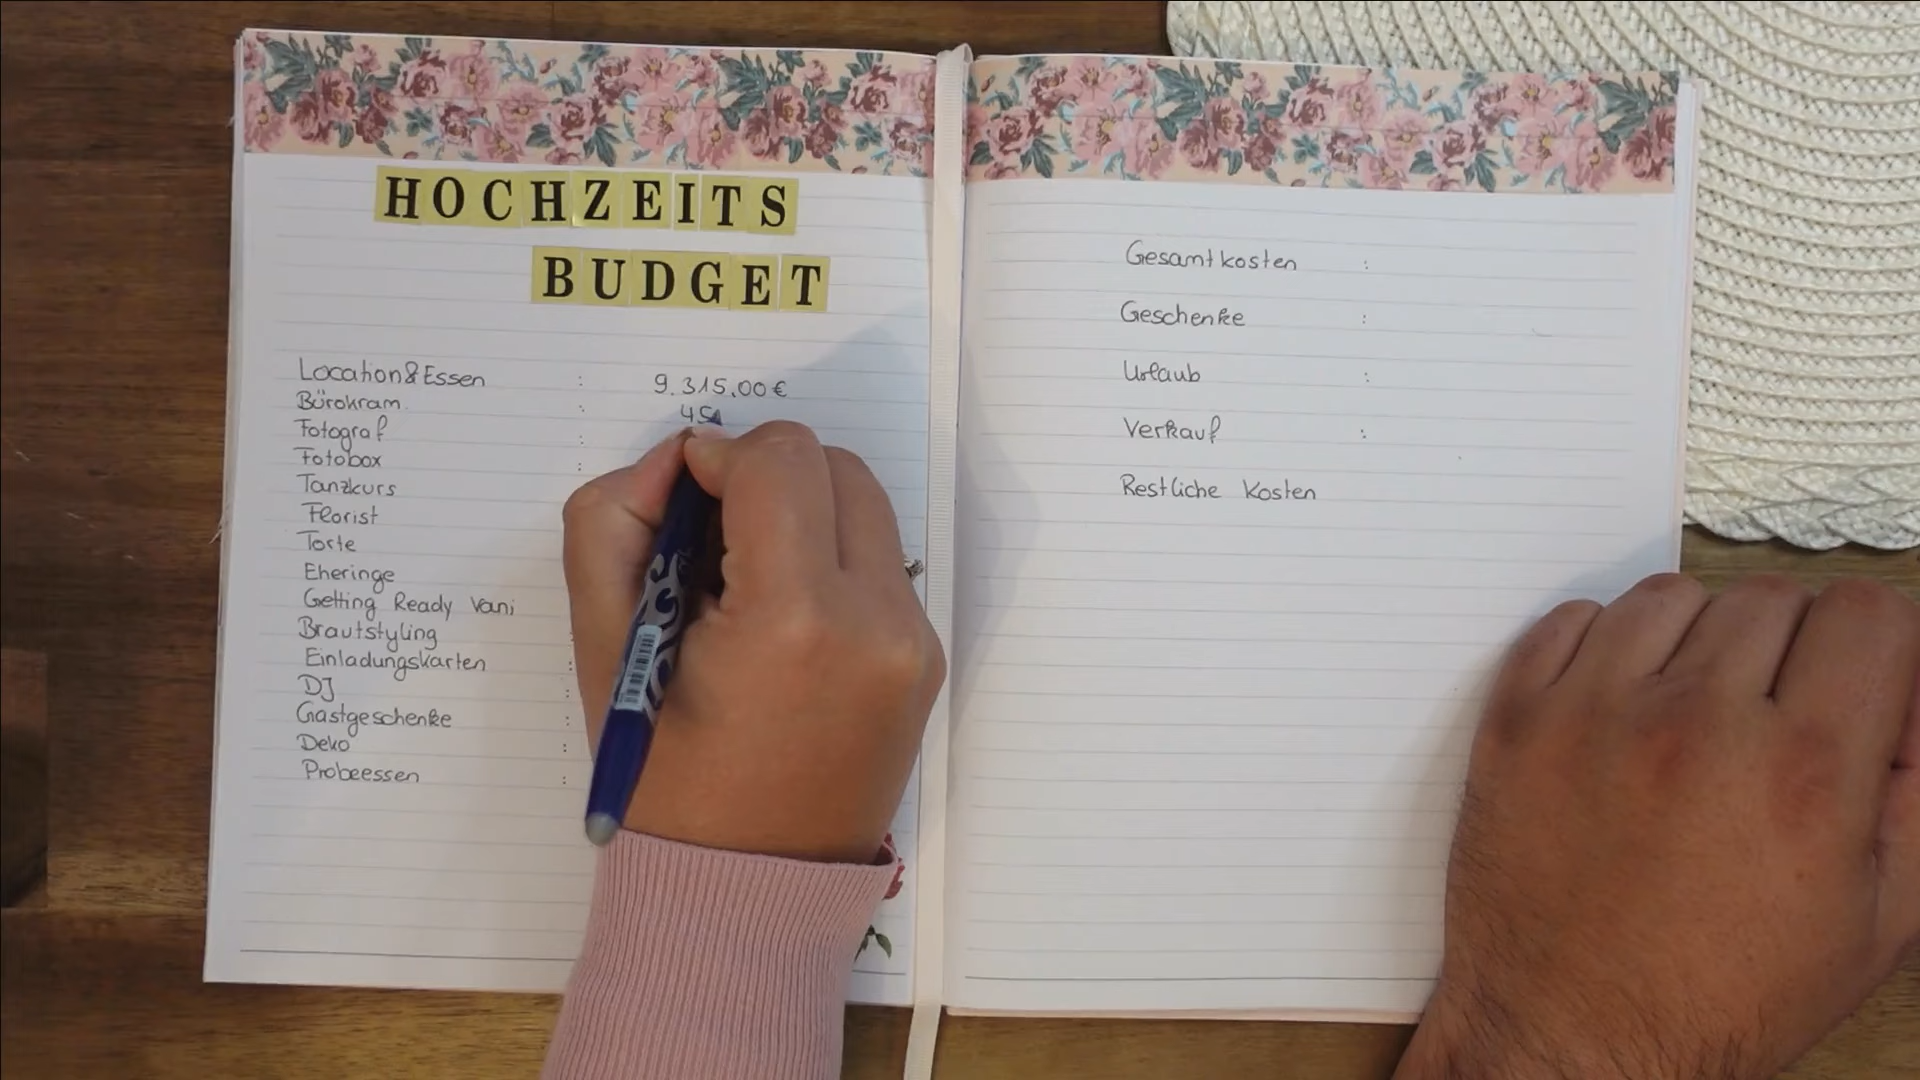 HOCHZEITS
BUDGET
Location&Essen : 9.315.00€
Bürokram : 45
Fotograf :
Fotobox :
Tanzkurs
Florist
Torte
Eheringe
Getting Ready Vani
Brautstyling :
Einladungskarten :
DJ :
Gastgeschenke :
Deko :
Probeessen :
Gesamtkosten :
Geschenke :
Urlaub :
Verkauf :
Restliche Kosten